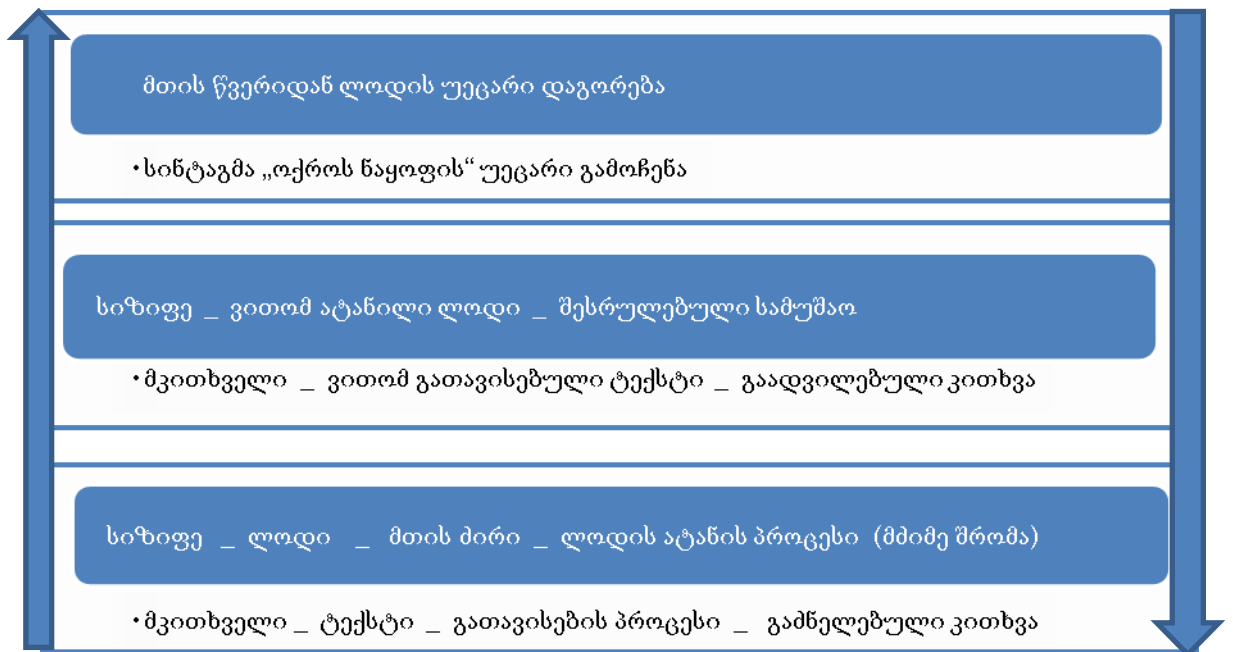 მთის წვერიდან ლოდის უეცარი დაგორება
•სინტაგმა „ოქროს ნაყოფის“ უეცარი გამოჩენა
სიზიფე _ ვითომ ატანილი ლოდი _ შესრულებული სამუშაო
•მკითხველი _ ვითომ გათავისებული ტექსტი _ გაადვილებული კითხვა
სიზიფე _ ლოდი _ მთის ძირი _ ლოდის ატანის პროცესი (მძიმე შრომა)
•მკითხველი _ ტექსტი _ გათავისების პროცესი _ გაძნელებული კითხვა